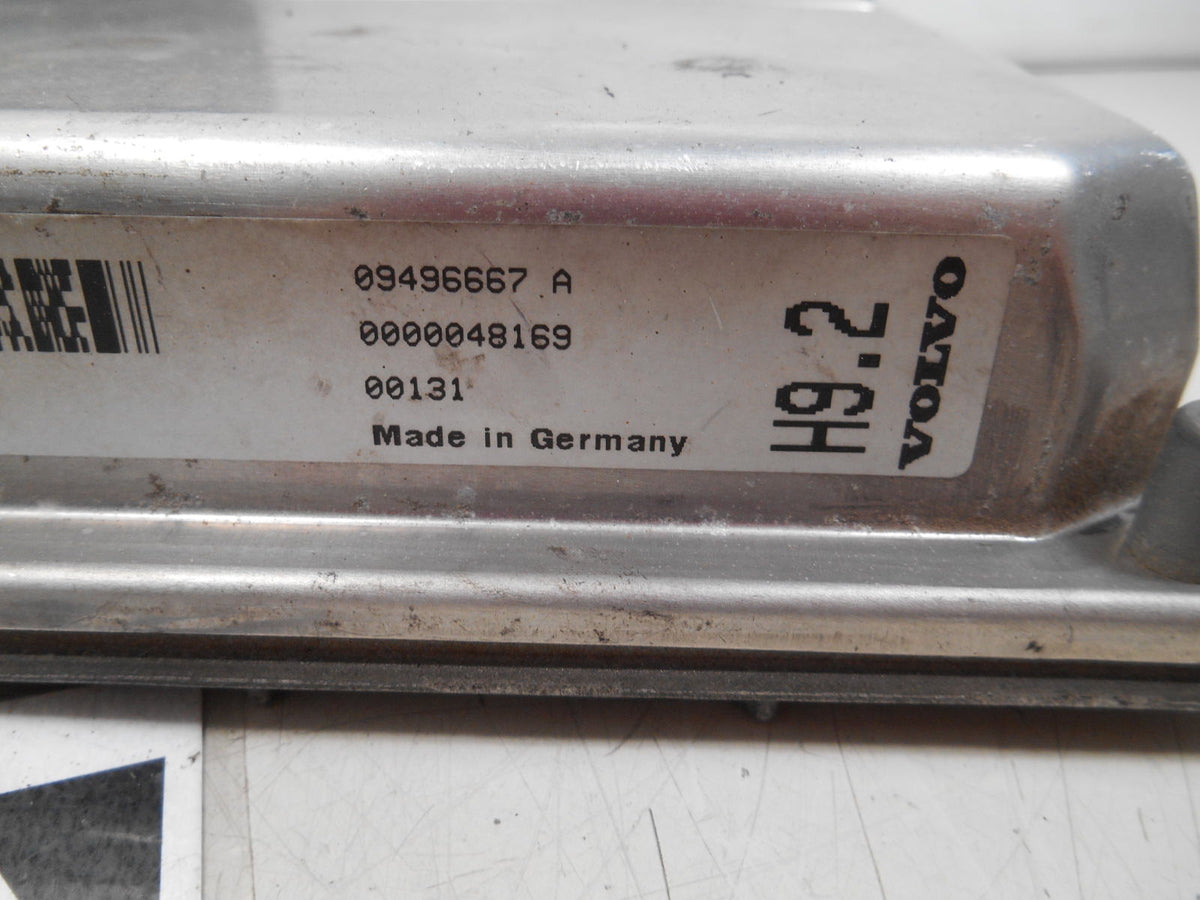 09496667 A
0000048169
00131
Made in Germany
H9.2
VOLVO